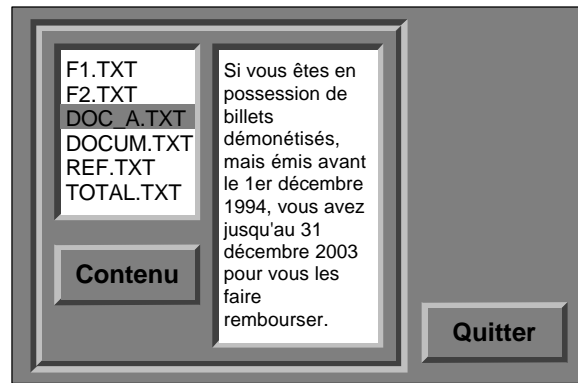 F1.TXT
F2.TXT
DOC_A.TXT
DOCUM.TXT
REF.TXT
TOTAL.TXT
Contenu
Si vous êtes en
possession de
billets
démonétisés,
mais émis avant
le 1er décembre
1994, vous avez
jusqu'au 31
décembre 2003
pour vous les
faire
rembourser.
Quitter